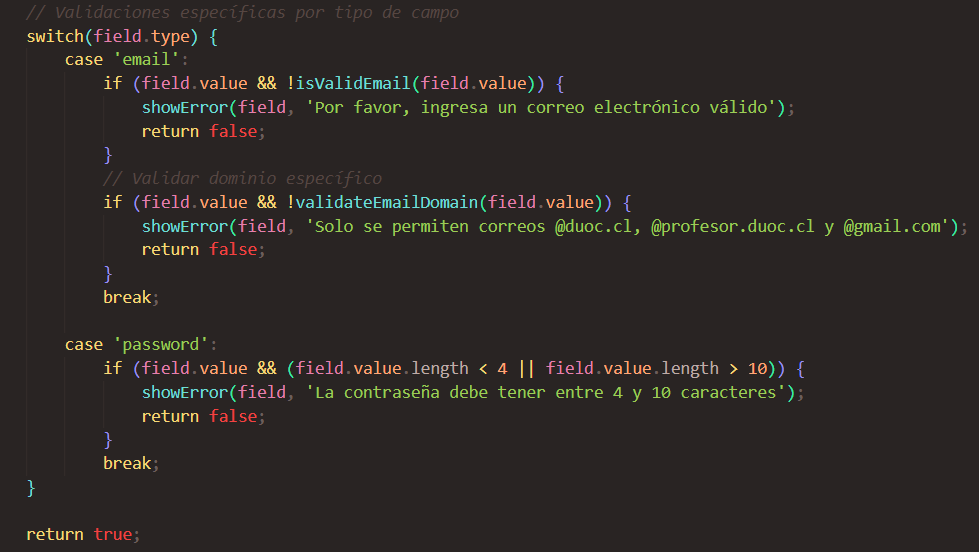 // Validaciones específicas por tipo de campo
switch(field.type) {
    case 'email':
        if (field.value && !isValidEmail(field.value)) {
            showError(field, 'Por favor, ingresa un correo electrónico válido');
            return false;
        }
        // Validar dominio específico
        if (field.value && !validateEmailDomain(field.value)) {
            showError(field, 'Solo se permiten correos @duoc.cl, @profesor.duoc.cl y @gmail.com');
            return false;
        }
        break;

    case 'password':
        if (field.value && (field.value.length < 4 || field.value.length > 10)) {
            showError(field, 'La contraseña debe tener entre 4 y 10 caracteres');
            return false;
        }
        break;
}

return true;